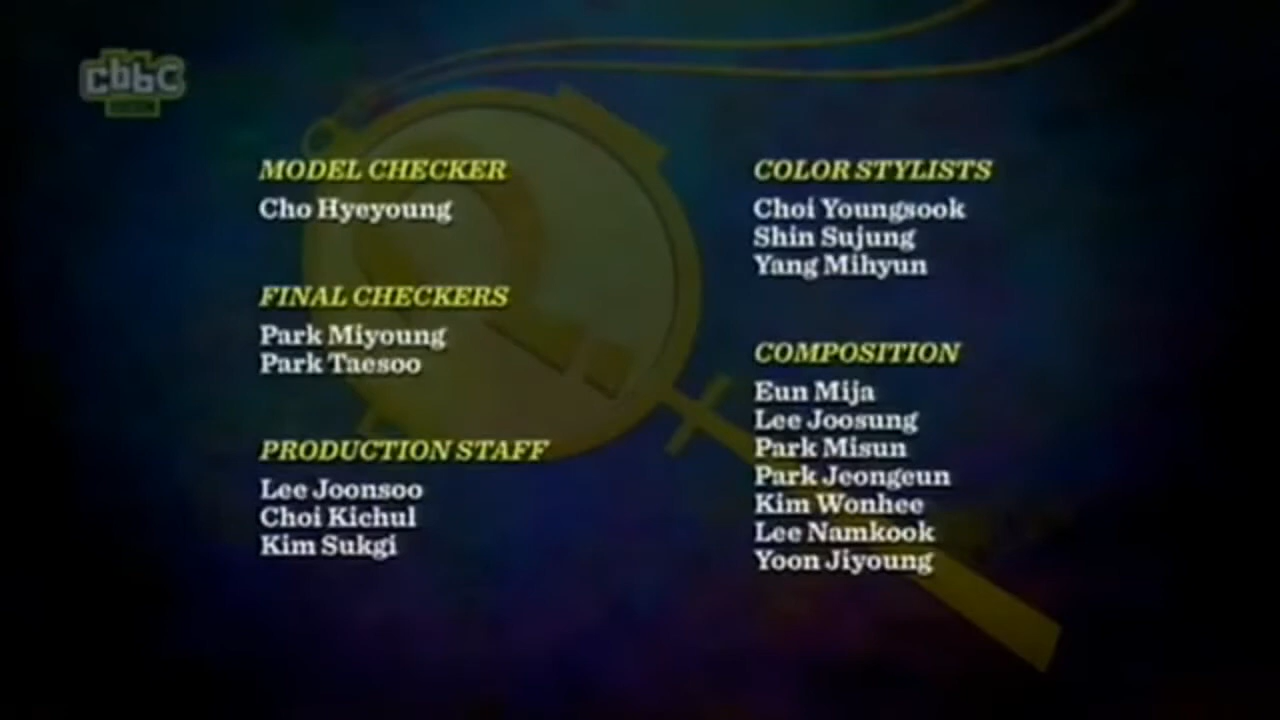 cbbc
MODEL CHECKER
Cho Hyeyoung
FINAL CHECKERS
Park Miyoung
Park Taesoo
PRODUCTION STAFF
Lee Joonsoo
Choi Kichul
Kim Sukgi
COLOR STYLISTS
Choi Youngsook
Shin Sujung
Yang Mihyun
COMPOSITION
Eun Mija
Lee Joosung
Park Misun
Park Jeongeun
Kim Wonhee
Lee Namkook
Yoon Jiyoung